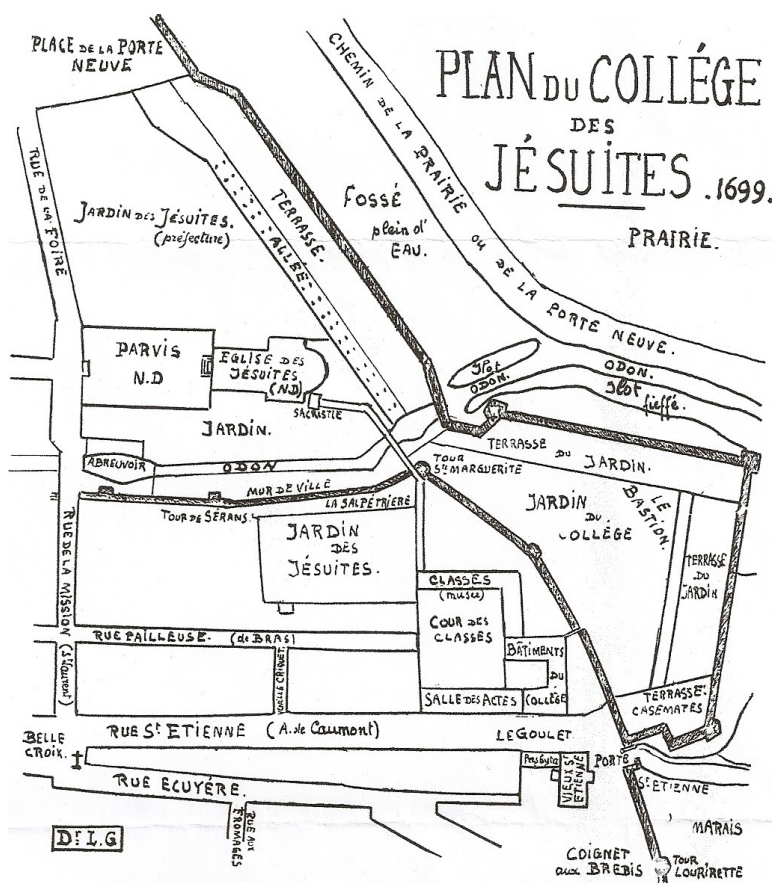 PLACE DE LA PORTE
NEUVE
PLAN DU COLLÉGE
DES
JÉSUITES .1699.
CHEMIN DE LA PRAIRIE OU DE LA PORTE NEUVE.
PRAIRIE.
RUE DE LA FOIRE
JARDIN DES JÉSUITES.
(préfecture)
TERRASSE
ALLÉE
FOSSÉ
plein d'
EAU.
PARVIS
N.D
EGLISE DES
JÉSUITES
(N.D)
SACRISTIE
Ilot
ODON.
ODON.
Ilot fieffé.
JARDIN.
ABREUVOIR
ODON
MUR DE VILLE
TOUR
Ste MARGUERITE
TERRASSE DU JARDIN.
TOUR DE SÉRANS.
LA SALPÉTRIERE
JARDIN
DES
JÉSUITES.
JARDIN
DU
COLLÉGE
LE
BASTION.
TERRASSE
DU
JARDIN
RUE DE LA MISSION (St Laurent)
CLASSES
(musée)
COUR DES
CLASSES
RUE PAILLEUSE. (de BRAS)
BÂTIMENTS
DU
COLLÉGE
SALLE DES ACTES
TERRASSE.
CASEMATES
RUE St ETIENNE (A. de Caumont)
LE GOULET
BELLE
CROIX.
Presbyte
VIEUX St
ETIENNE
PORTE
St ETIENNE
RUE ECUYÉRE.
RUE AUX
FROMAGES
MARAIS
Dr L.G
COIGNET
aux BREBIS
TOUR
LOURIRETTE